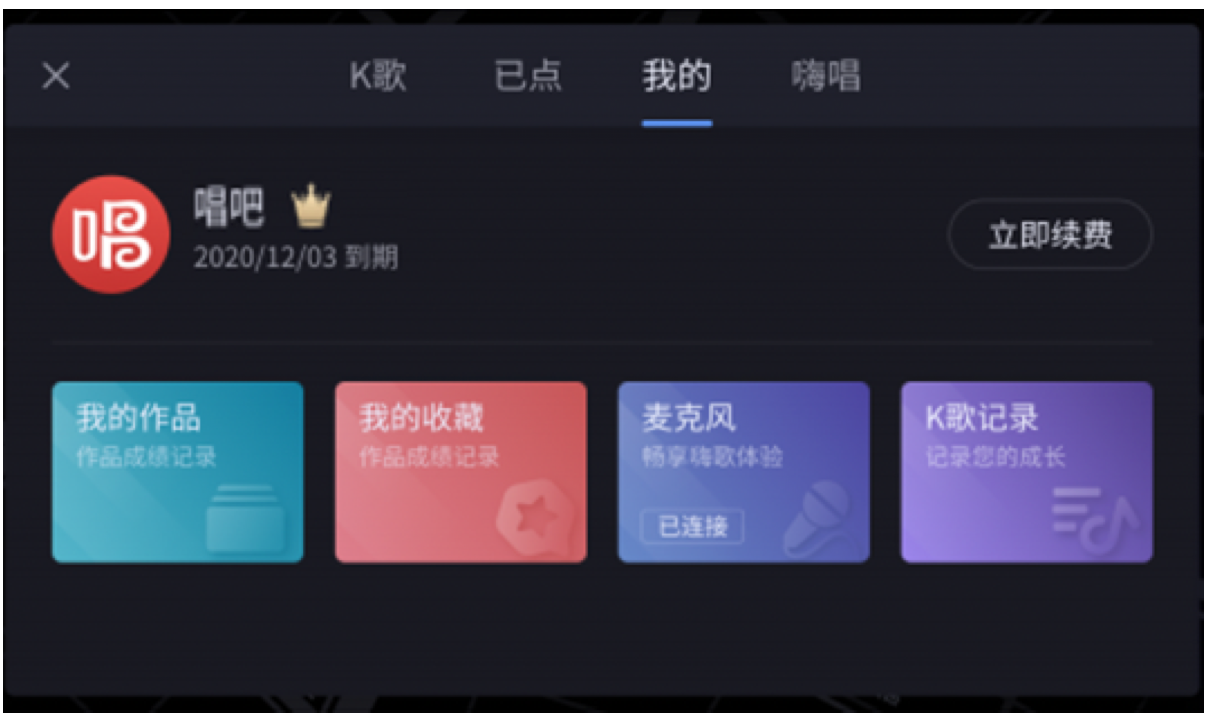 K歌 已点 我的 嗨唱
唱
唱吧
2020/12/03 到期
立即续费
我的作品
作品成绩记录
我的收藏
作品成绩记录
麦克风
畅享嗨歌体验
已连接
K歌记录
记录您的成长